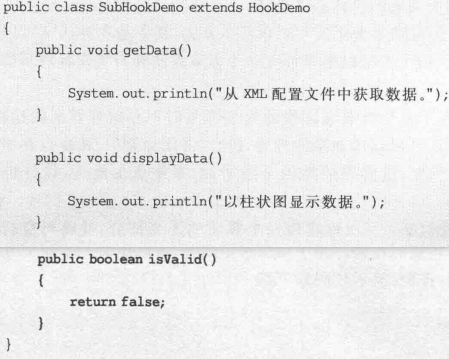 public class SubHookDemo extends HookDemo
{
    public void getData()
    {
        System.out.println("从 XML 配置文件中获取数据。");
    }
    public void displayData()
    {
        System.out.println("以柱状图显示数据。");
    }
    public boolean isValid()
    {
        return false;
    }
}